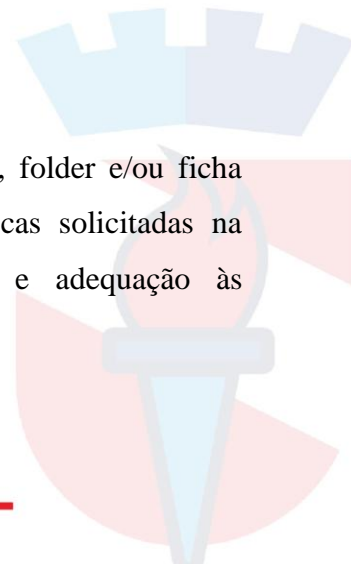 , folder e/ou ficha
cas solicitadas na
e adequação às